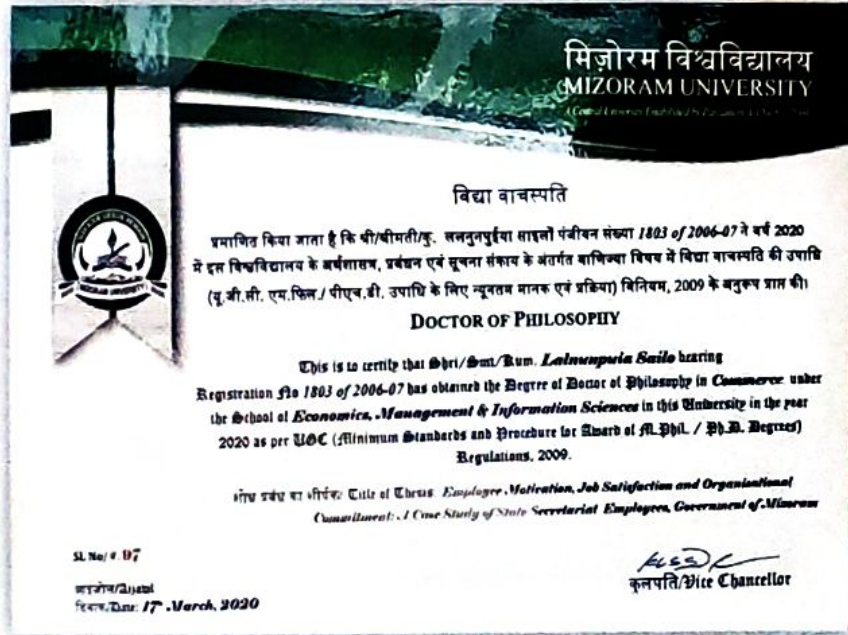 मिज़ोरम विश्वविद्यालय
MIZORAM UNIVERSITY
MIZORAM UNIVERSITY
विद्या वाचस्पति
प्रमाणित किया जाता है कि श्री/श्रीमती/कु. ललनुनपुईया साइलो पंजीयन संख्या 1803 of 2006-07 ने वर्ष 2020
में इस विश्वविद्यालय के अर्थशास्त्र, प्रबंधन एवं सूचना संकाय के अंतर्गत वाणिज्य विषय में विद्या वाचस्पति की उपाधि
(यू.जी.सी. एम.फिल./ पीएच.डी. उपाधि के लिए न्यूनतम मानक एवं प्रक्रिया) विनियम, 2009 के अनुरूप प्राप्त की।
DOCTOR OF PHILOSOPHY
This is to certify that Shri/Smt/Kum. Lalnunpuia Sailo bearing
Registration No 1803 of 2006-07 has obtained the Degree of Doctor of Philosophy in Commerce under
the School of Economics, Management & Information Sciences in this University in the year
2020 as per UGC (Minimum Standards and Procedure for Award of M.Phil. / Ph.D. Degrees)
Regulations, 2009.
शोध प्रबंध का शीर्षक/ Title of Thesis: Employee Motivation, Job Satisfaction and Organisational
Commitment: A Case Study of State Secretariat Employees, Government of Mizoram
SL No/ क्र. 97
आइजोल/Aizawl
दिनांक/Date: 17th March, 2020
कुलपति/Vice Chancellor